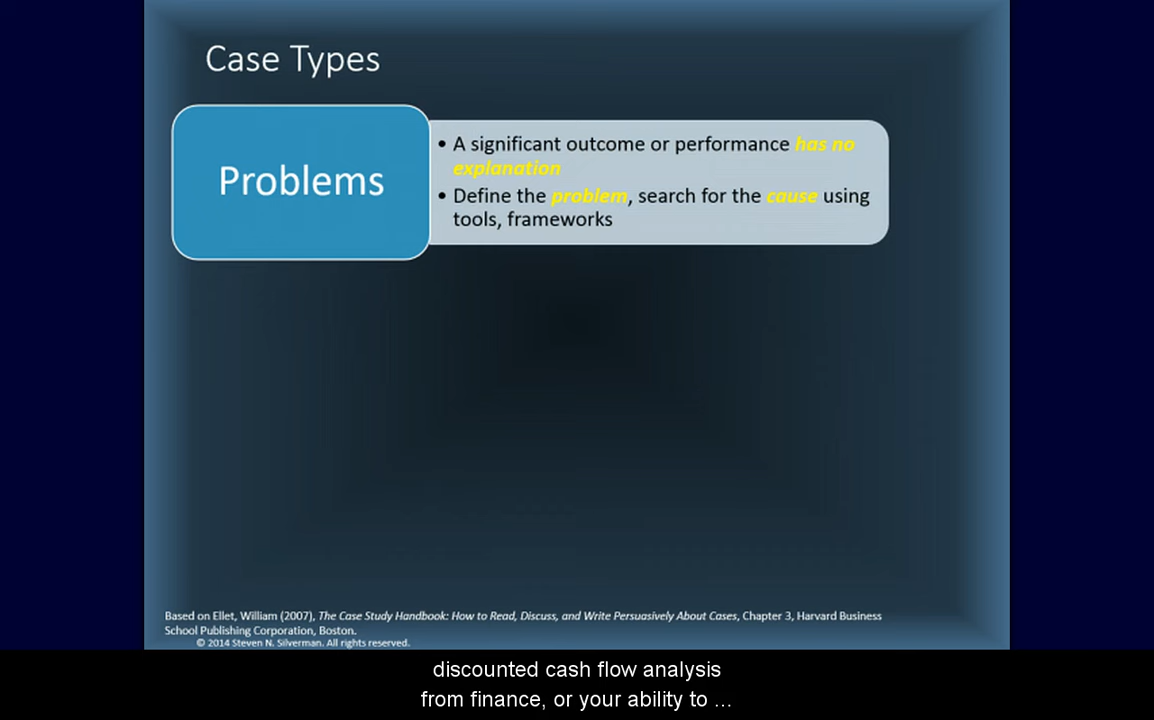 Case Types
Problems
• A significant outcome or performance has no
explanation
• Define the problem, search for the cause using
tools, frameworks
Based on Ellet, William (2007), The Case Study Handbook: How to Read, Discuss, and Write Persuasively About Cases, Chapter 3, Harvard Business
School Publishing Corporation, Boston.
© 2014 Steven N. Silverman. All rights reserved.
discounted cash flow analysis
from finance, or your ability to ...